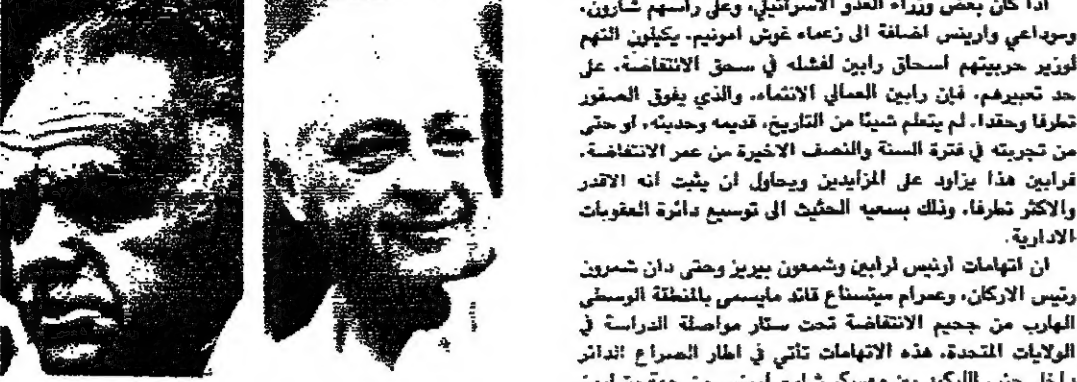 اذا كان بعض وزراء العدو الاسرائيلي، وعلى رأسهم شارون،
وموداعي وارينس اضافة الى زعماء غوش امونيم، يكيلون التهم
لوزير حربيتهم اسحاق رابين لفشله في سحق الانتفاضة، على
حد تعبيرهم، فإن رابين العمالي الانتماء، والذي يفوق الصقور
تطرفا وحقدا، لم يتعلم شيئا من التاريخ، قديمه وحديثه، او حتى
من تجربته في فترة السنة والنصف الاخيرة من عمر الانتفاضة.
فرابين هذا يزاود على المزايدين ويحاول ان يثبت انه الاقدر
والاكثر تطرفا، وذلك بسعيه الحثيث الى توسيع دائرة العقوبات
الادارية.
ان اتهامات أرنيس لرابين وشمعون بيريز وحتى دان شمرون
رئيس الاركان، وعمرام ميتسناع قائد مايسمى بالمنطقة الوسطى
الهارب من جحيم الانتفاضة تحت ستار مواصلة الدراسة في
الولايات المتحدة، هذه الاتهامات تأتي في اطار الصراع الدائر